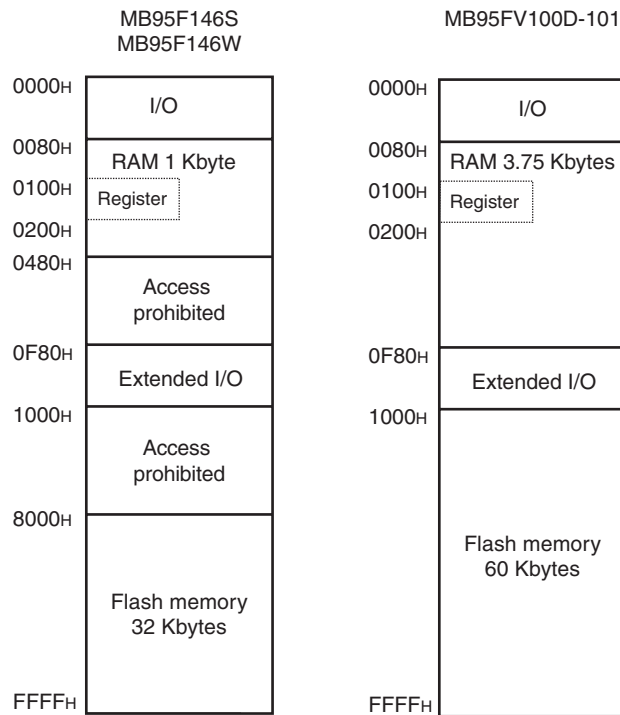 MB95F146S
MB95F146W
0000H
I/O
0080H
RAM 1 Kbyte
0100H
Register
0200H
0480H
Access
prohibited
0F80H
Extended I/O
1000H
Access
prohibited
8000H
Flash memory
32 Kbytes
FFFFH
MB95FV100D-101
0000H
I/O
0080H
RAM 3.75 Kbytes
0100H
Register
0200H
0F80H
Extended I/O
1000H
Flash memory
60 Kbytes
FFFFH